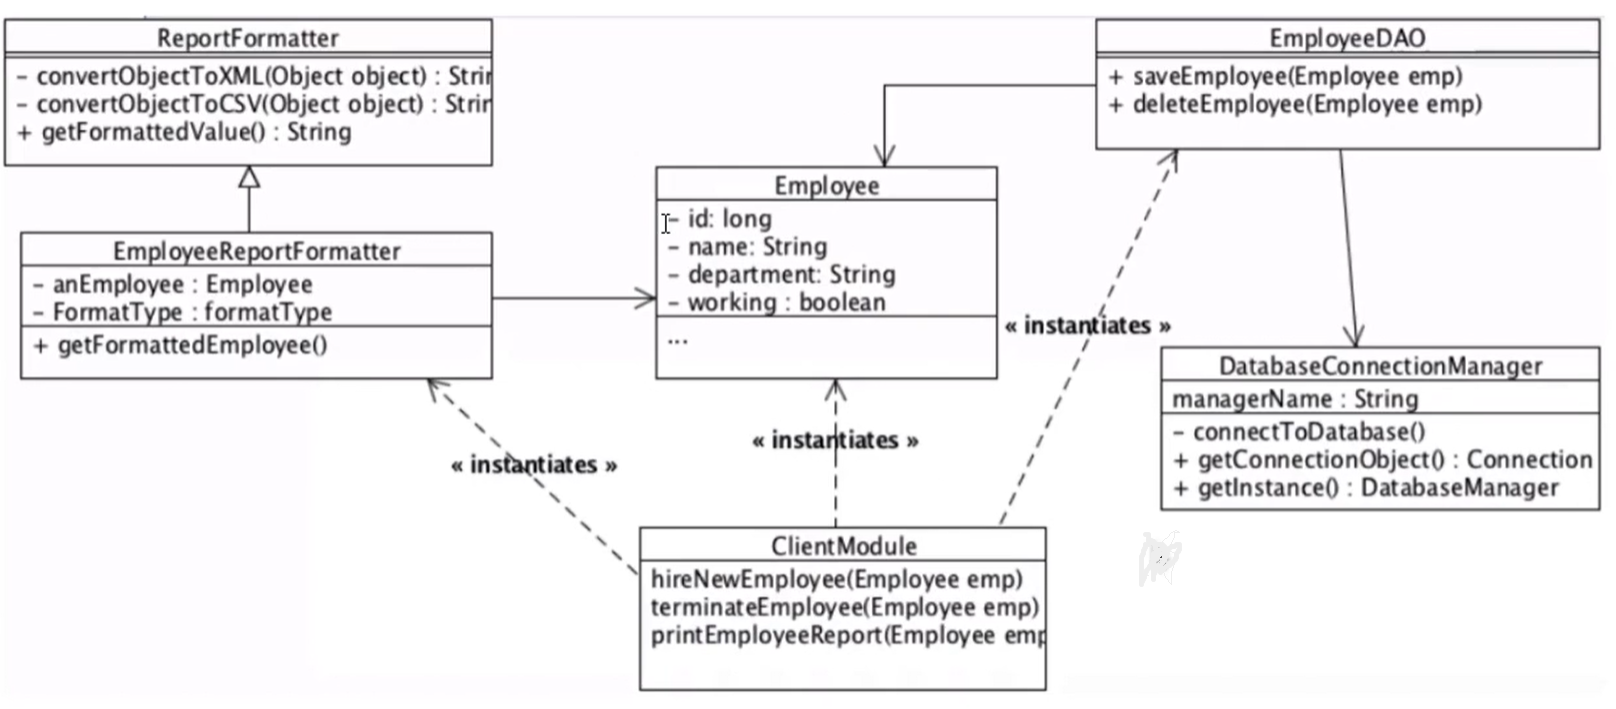 ReportFormatter
- convertObjectToXML(Object object) : Strir
- convertObjectToCSV(Object object) : Strir
+ getFormattedValue() : String
EmployeeDAO
+ saveEmployee(Employee emp)
+ deleteEmployee(Employee emp)
Employee
- id: long
- name: String
- department: String
- working : boolean
...
EmployeeReportFormatter
- anEmployee : Employee
- FormatType : formatType
+ getFormattedEmployee()
« instantiates »
DatabaseConnectionManager
managerName : String
- connectToDatabase()
+ getConnectionObject() : Connection
+ getInstance() : DatabaseManager
« instantiates »
« instantiates »
ClientModule
hireNewEmployee(Employee emp)
terminateEmployee(Employee emp)
printEmployeeReport(Employee emp